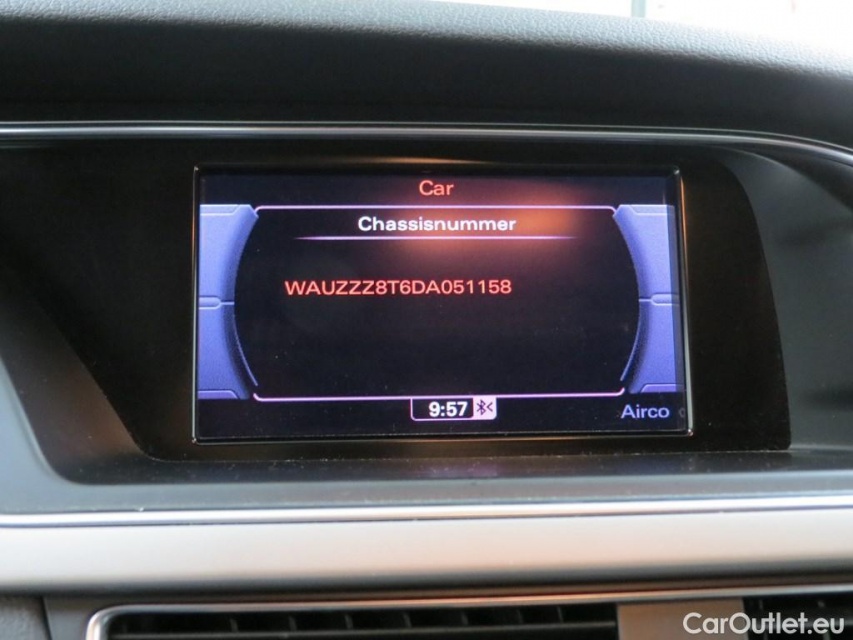 Car
Chassisnummer
WAUZZZ8T6DA051158
9:57
Airco
CarOutlet.eu